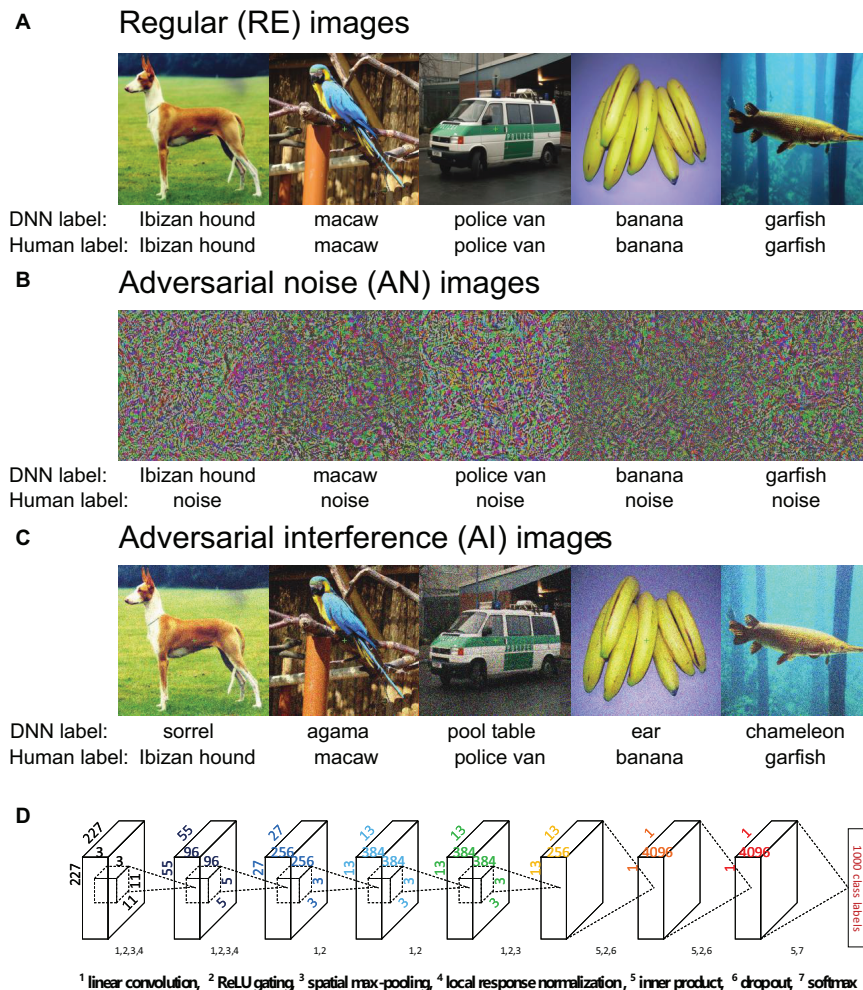 A Regular (RE) images
DNN label: Ibizan hound macaw police van banana garfish
Human label: Ibizan hound macaw police van banana garfish
B Adversarial noise (AN) images
DNN label: Ibizan hound macaw police van banana garfish
Human label: noise noise noise noise noise
C Adversarial interference (AI) images
DNN label: sorrel agama pool table ear chameleon
Human label: Ibizan hound macaw police van banana garfish
D
227 55 27 13 13 13 1 1
3 96 256 384 384 256 4096 4096
3 96 256 384 384
227 55 27 13 13 13 1 1
11 5 3 3 3
11 5 3 3 3
1000 class labels
1,2,3,4 1,2,3,4 1,2 1,2 1,2,3 5,2,6 5,2,6 5,7
1 linear convolution, 2 ReLU gating, 3 spatial max-pooling, 4 local response normalization, 5 inner product, 6 dropout, 7 softmax